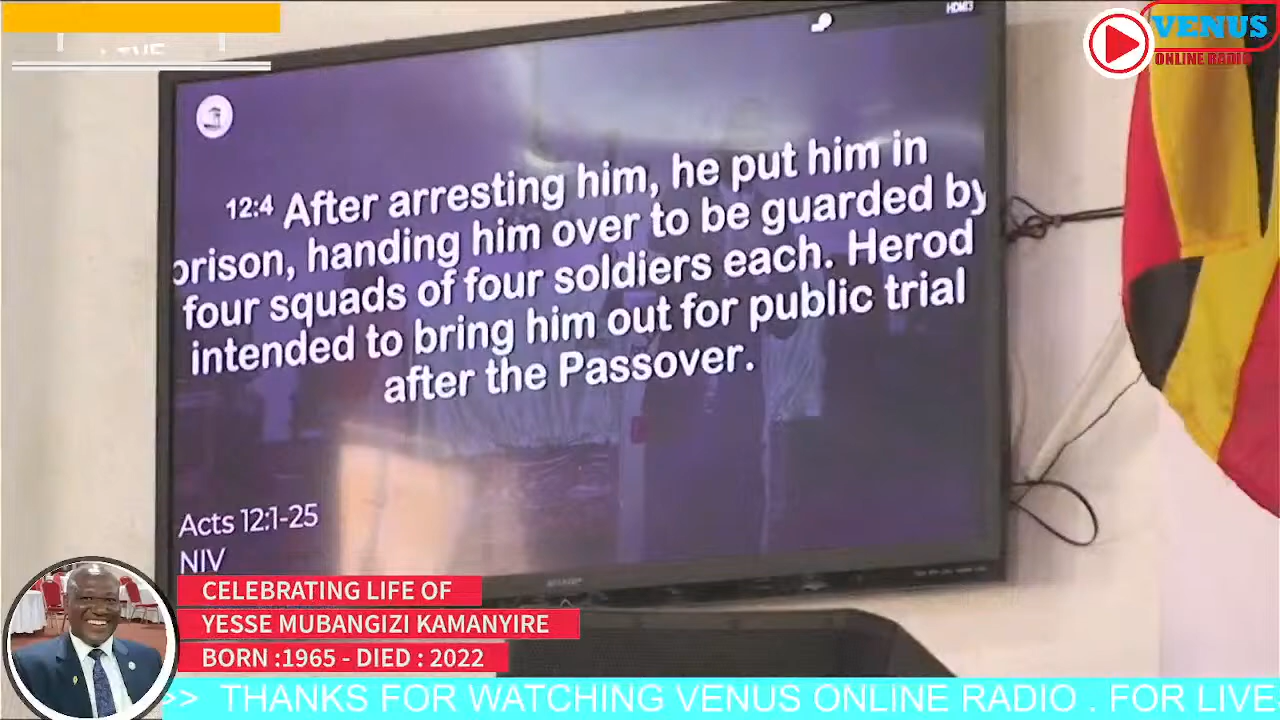 LIVE
HDMI3
VENUS
ONLINE RADIO
12:4 After arresting him, he put him in
prison, handing him over to be guarded by
four squads of four soldiers each. Herod
intended to bring him out for public trial
after the Passover.
Acts 12:1-25
NIV
CELEBRATING LIFE OF
YESSE MUBANGIZI KAMANYIRE
BORN :1965 - DIED : 2022
>> THANKS FOR WATCHING VENUS ONLINE RADIO . FOR LIVE